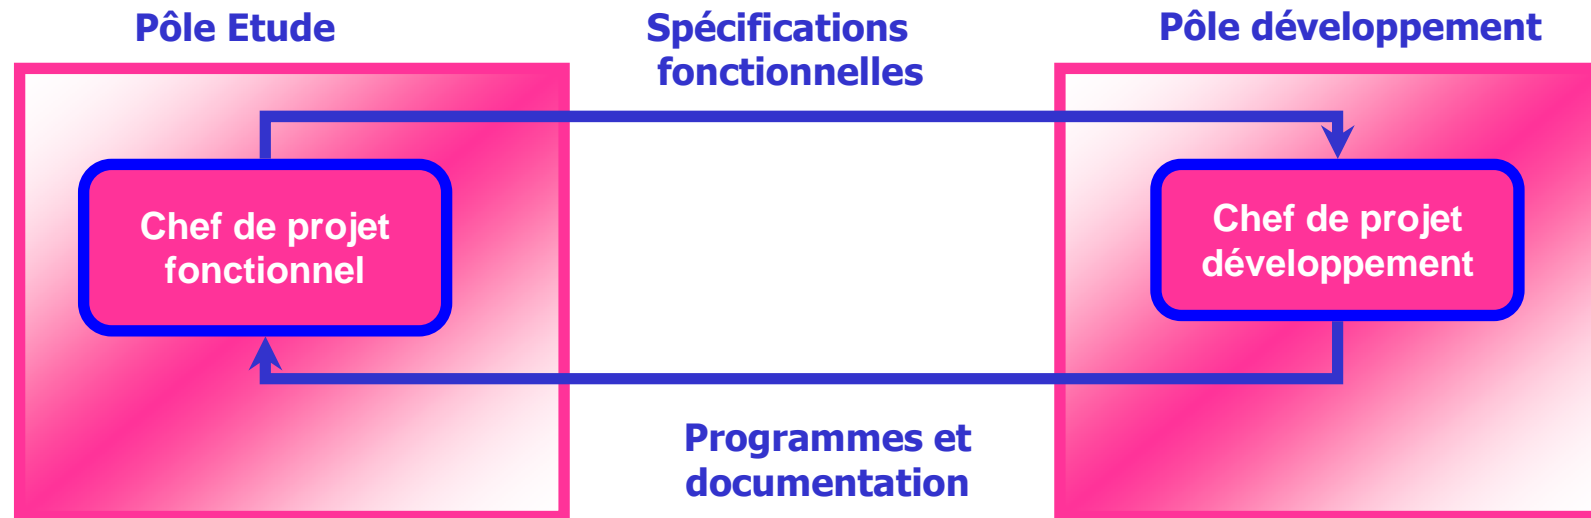 Pôle Etude
Spécifications
fonctionnelles
Pôle développement
Chef de projet
fonctionnel
Chef de projet
développement
Programmes et
documentation